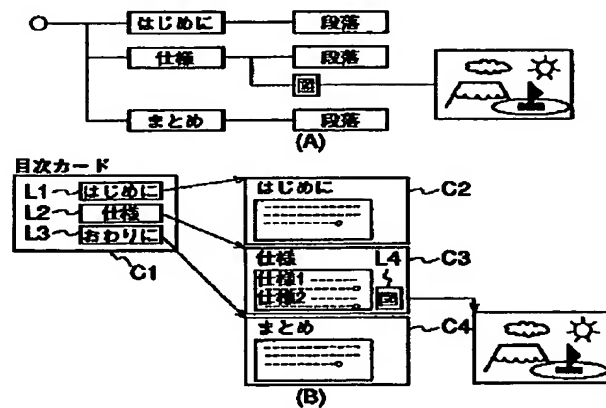 はじめに 段落
仕様 段落
図
まとめ 段落
(A)
目次カード
L1 はじめに
L2 仕様
L3 おわりに
C1
はじめに C2
仕様 L4 C3
仕様1
仕様2 図
まとめ C4
(B)